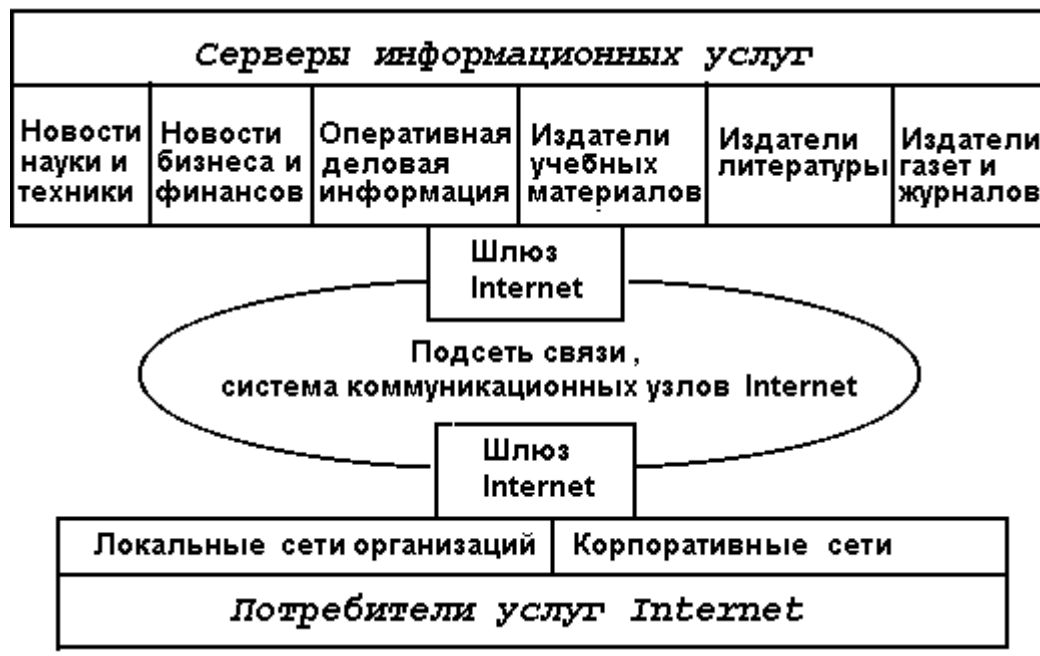 Серверы информационных услуг
Новости
науки и
техники
Новости
бизнеса и
финансов
Оперативная
деловая
информация
Издатели
учебных
материалов
Издатели
литературы
Издатели
газет и
журналов
Шлюз
Internet
Подсеть связи ,
система коммуникационных узлов Internet
Шлюз
Internet
Локальные сети организаций
Корпоративные сети
Потребители услуг Internet